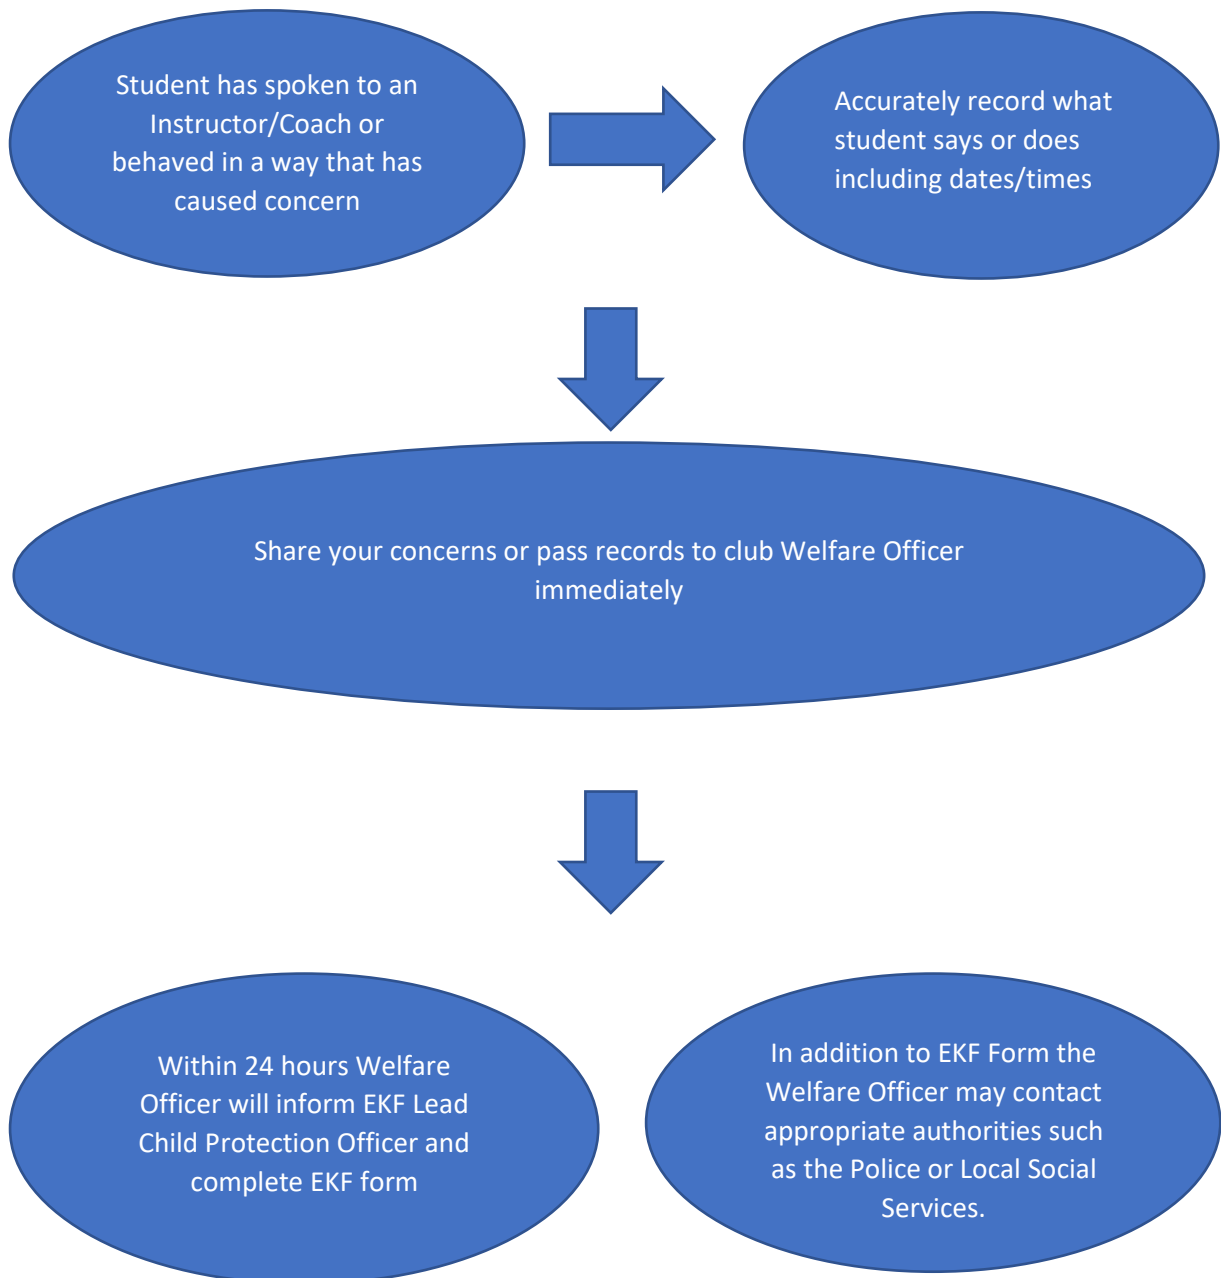 Student has spoken to an
Instructor/Coach or
behaved in a way that has
caused concern
Accurately record what
student says or does
including dates/times
Share your concerns or pass records to club Welfare Officer
immediately
Within 24 hours Welfare
Officer will inform EKF Lead
Child Protection Officer and
complete EKF form
In addition to EKF Form the
Welfare Officer may contact
appropriate authorities such
as the Police or Local Social
Services.